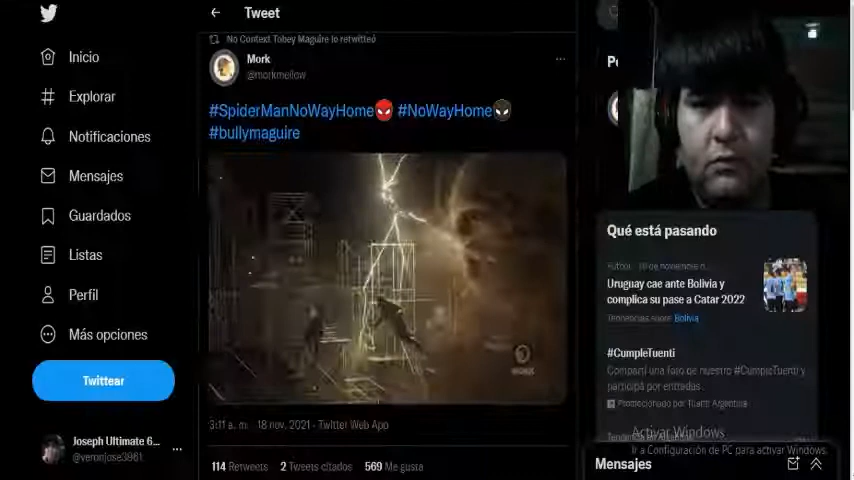 Tweet
Inicio
Explorar
Notificaciones
Mensajes
Guardados
Listas
Perfil
Más opciones
Twittear
Joseph Ultimate 6...
@veronjose3961
No Context Tobey Maguire lo retwitteó
Mork
@morkmellow
#SpiderManNoWayHome #NoWayHome
#bullymaguire
3:11 a. m. · 18 nov. 2021 · Twitter Web App
114 Retweets 2 Tweets citados 569 Me gusta
Qué está pasando
Uruguay cae ante Bolivia y
complica su pase a Catar 2022
Tendencias sobre Bolivia
#CumpleTuenti
Compartí una foto de nuestro #CumpleTuenti y
participá por entradas.
Promocionado por Tuenti Argentina
Activar Windows
Ir a Configuración de PC para activar Windows.
Mensajes